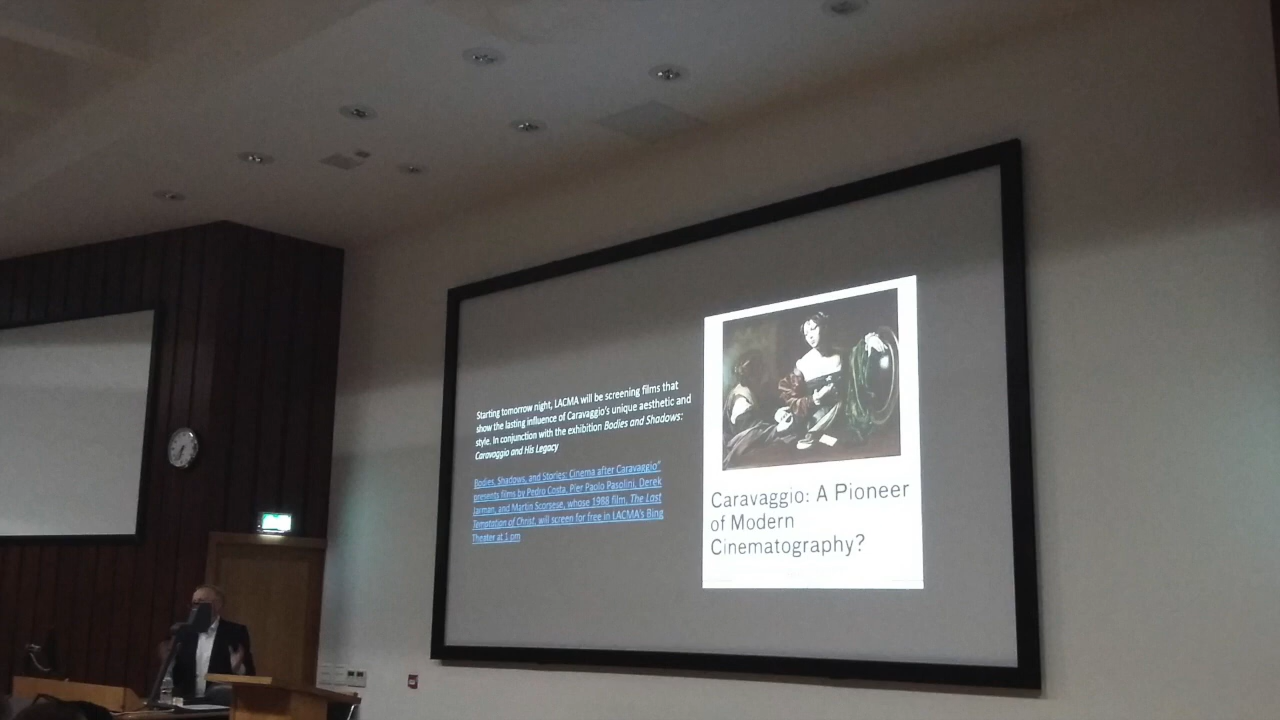 Starting tomorrow night, LACMA will be screening films that
show the lasting influence of Caravaggio's unique aesthetic and
style. In conjunction with the exhibition Bodies and Shadows:
Caravaggio and His Legacy
Bodies, Shadows, and Stories: Cinema after Caravaggio"
presents films by Pedro Costa, Pier Paolo Pasolini, Derek
Jarman, and Martin Scorsese, whose 1988 film, The Last
Temptation of Christ, will screen for free in LACMA's Bing
Theater at 1 pm
Caravaggio: A Pioneer
of Modern
Cinematography?